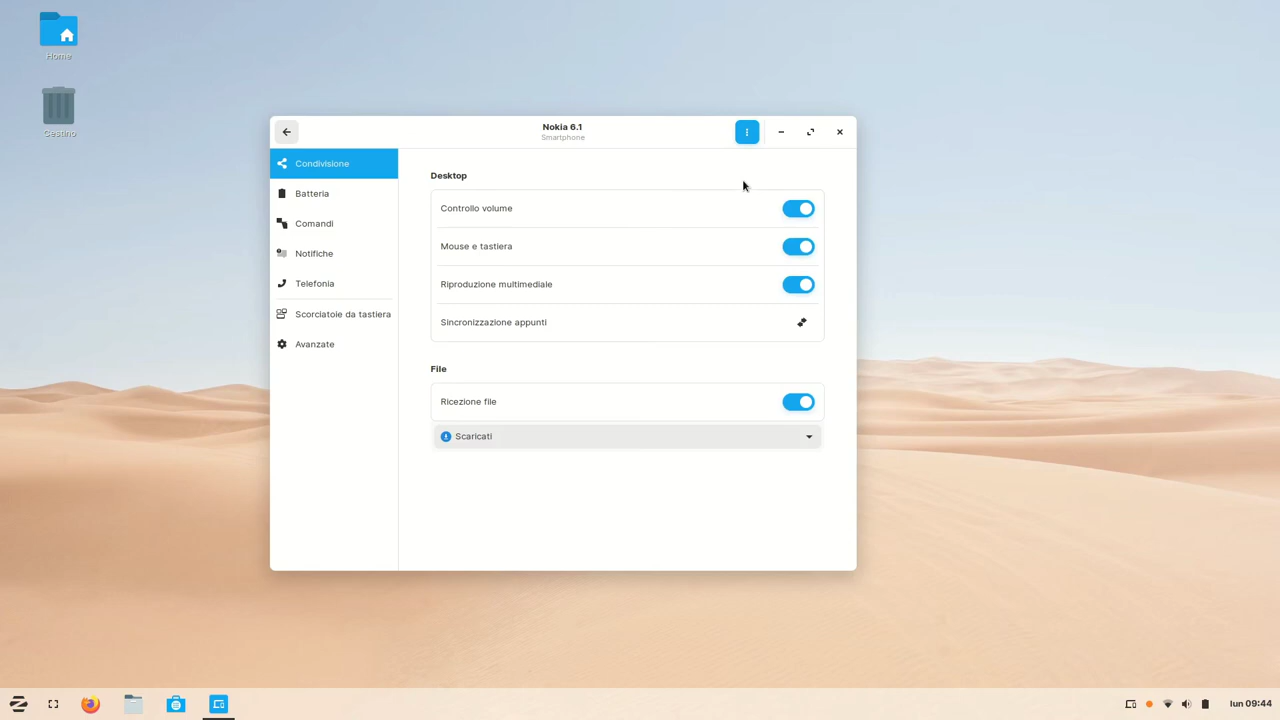 Home
Cestino
Nokia 6.1
Smartphone
Condivisione
Batteria
Comandi
Notifiche
Telefonia
Scorciatoie da tastiera
Avanzate
Desktop
Controllo volume
Mouse e tastiera
Riproduzione multimediale
Sincronizzazione appunti
File
Ricezione file
Scaricati
lun 09:44